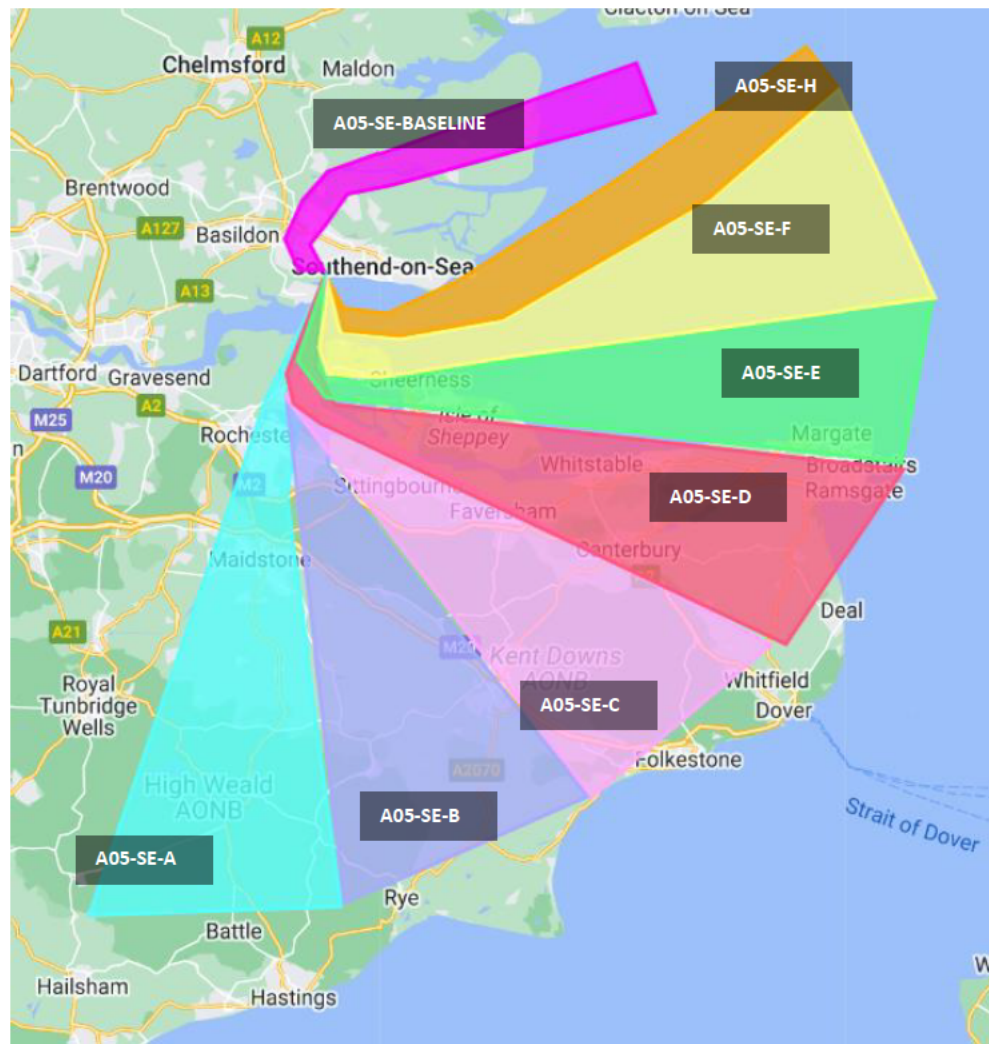 Clacton on Sea
A12
Chelmsford
Maldon
A05-SE-H
A05-SE-BASELINE
Brentwood
A127
Basildon
A05-SE-F
Southend-on-Sea
A13
Dartford
Gravesend
Sheerness
A05-SE-E
A2
M25
Isle of
Sheppey
Rochester
Margate
Whitstable
Broadstairs
M20
M2
Sittingbourne
A05-SE-D
Ramsgate
Faversham
Canterbury
Maidstone
A2
Deal
A21
M20
Kent Downs
AONB
Royal
Tunbridge
Wells
Whitfield
A05-SE-C
Dover
Folkestone
A2070
High Weald
AONB
A05-SE-B
Strait of Dover
A05-SE-A
Rye
Battle
Hailsham
Hastings
W